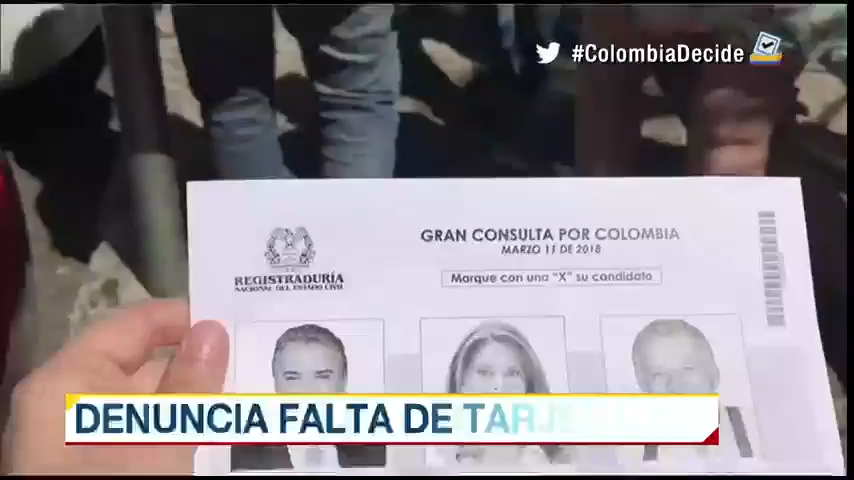 #ColombiaDecide
GRAN CONSULTA POR COLOMBIA
MARZO 11 DE 2018
REGISTRADURÍA
NACIONAL DEL ESTADO CIVIL
Marque con una "X" su candidato
DENUNCIA FALTA DE